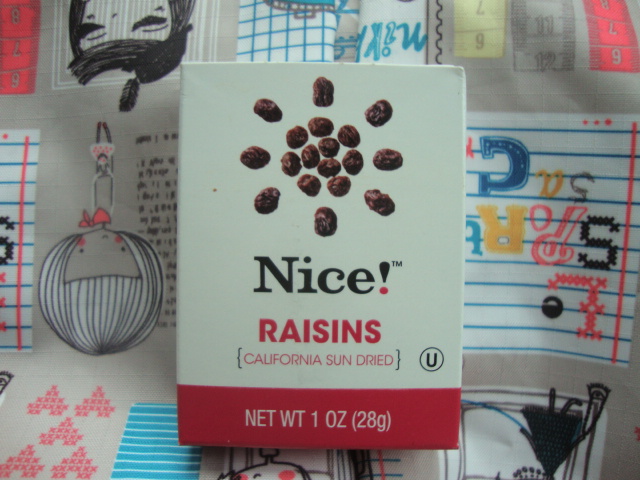 Nice!™
RAISINS
{CALIFORNIA SUN DRIED}
U
NET WT 1 OZ (28g)